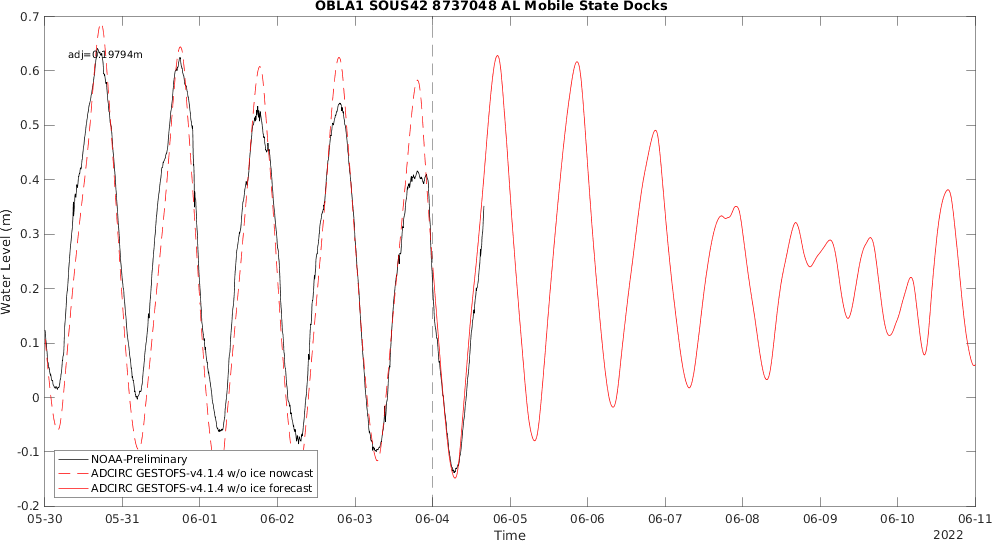 OBLA1 SOUS42 8737048 AL Mobile State Docks
adj=0.19794m
Water Level (m)
0.7
0.6
0.5
0.4
0.3
0.2
0.1
0
-0.1
-0.2
NOAA-Preliminary
ADCIRC GESTOFS-v4.1.4 w/o ice nowcast
ADCIRC GESTOFS-v4.1.4 w/o ice forecast
05-30 05-31 06-01 06-02 06-03 06-04 06-05 06-06 06-07 06-08 06-09 06-10 06-11
Time
2022